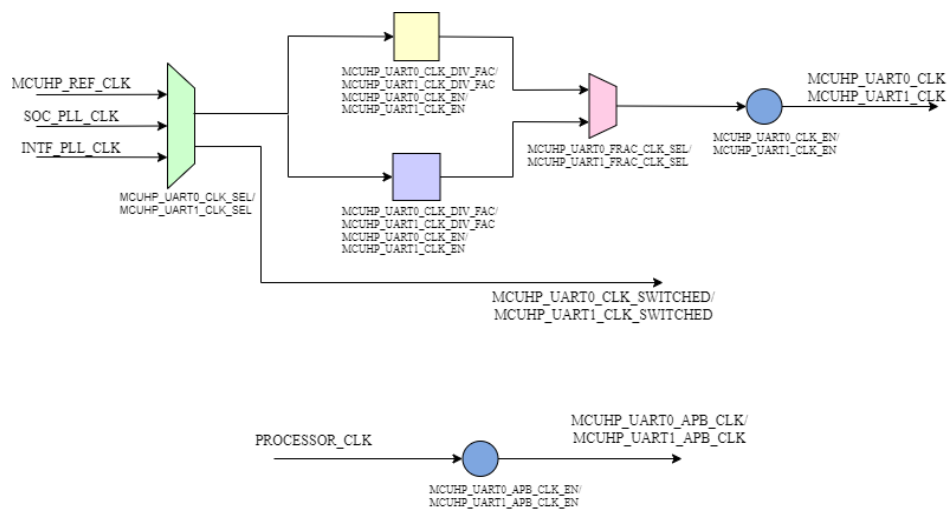 MCUHP_REF_CLK
SOC_PLL_CLK
INTF_PLL_CLK
MCUHP_UART0_CLK_SEL/
MCUHP_UART1_CLK_SEL
MCUHP_UART0_CLK_DIV_FAC/
MCUHP_UART1_CLK_DIV_FAC
MCUHP_UART0_CLK_EN/
MCUHP_UART1_CLK_EN
MCUHP_UART0_CLK_DIV_FAC/
MCUHP_UART1_CLK_DIV_FAC
MCUHP_UART0_CLK_EN/
MCUHP_UART1_CLK_EN
MCUHP_UART0_FRAC_CLK_SEL/
MCUHP_UART1_FRAC_CLK_SEL
MCUHP_UART0_CLK_EN/
MCUHP_UART1_CLK_EN
MCUHP_UART0_CLK
MCUHP_UART1_CLK
MCUHP_UART0_CLK_SWITCHED/
MCUHP_UART1_CLK_SWITCHED
PROCESSOR_CLK
MCUHP_UART0_APB_CLK_EN/
MCUHP_UART1_APB_CLK_EN
MCUHP_UART0_APB_CLK/
MCUHP_UART1_APB_CLK